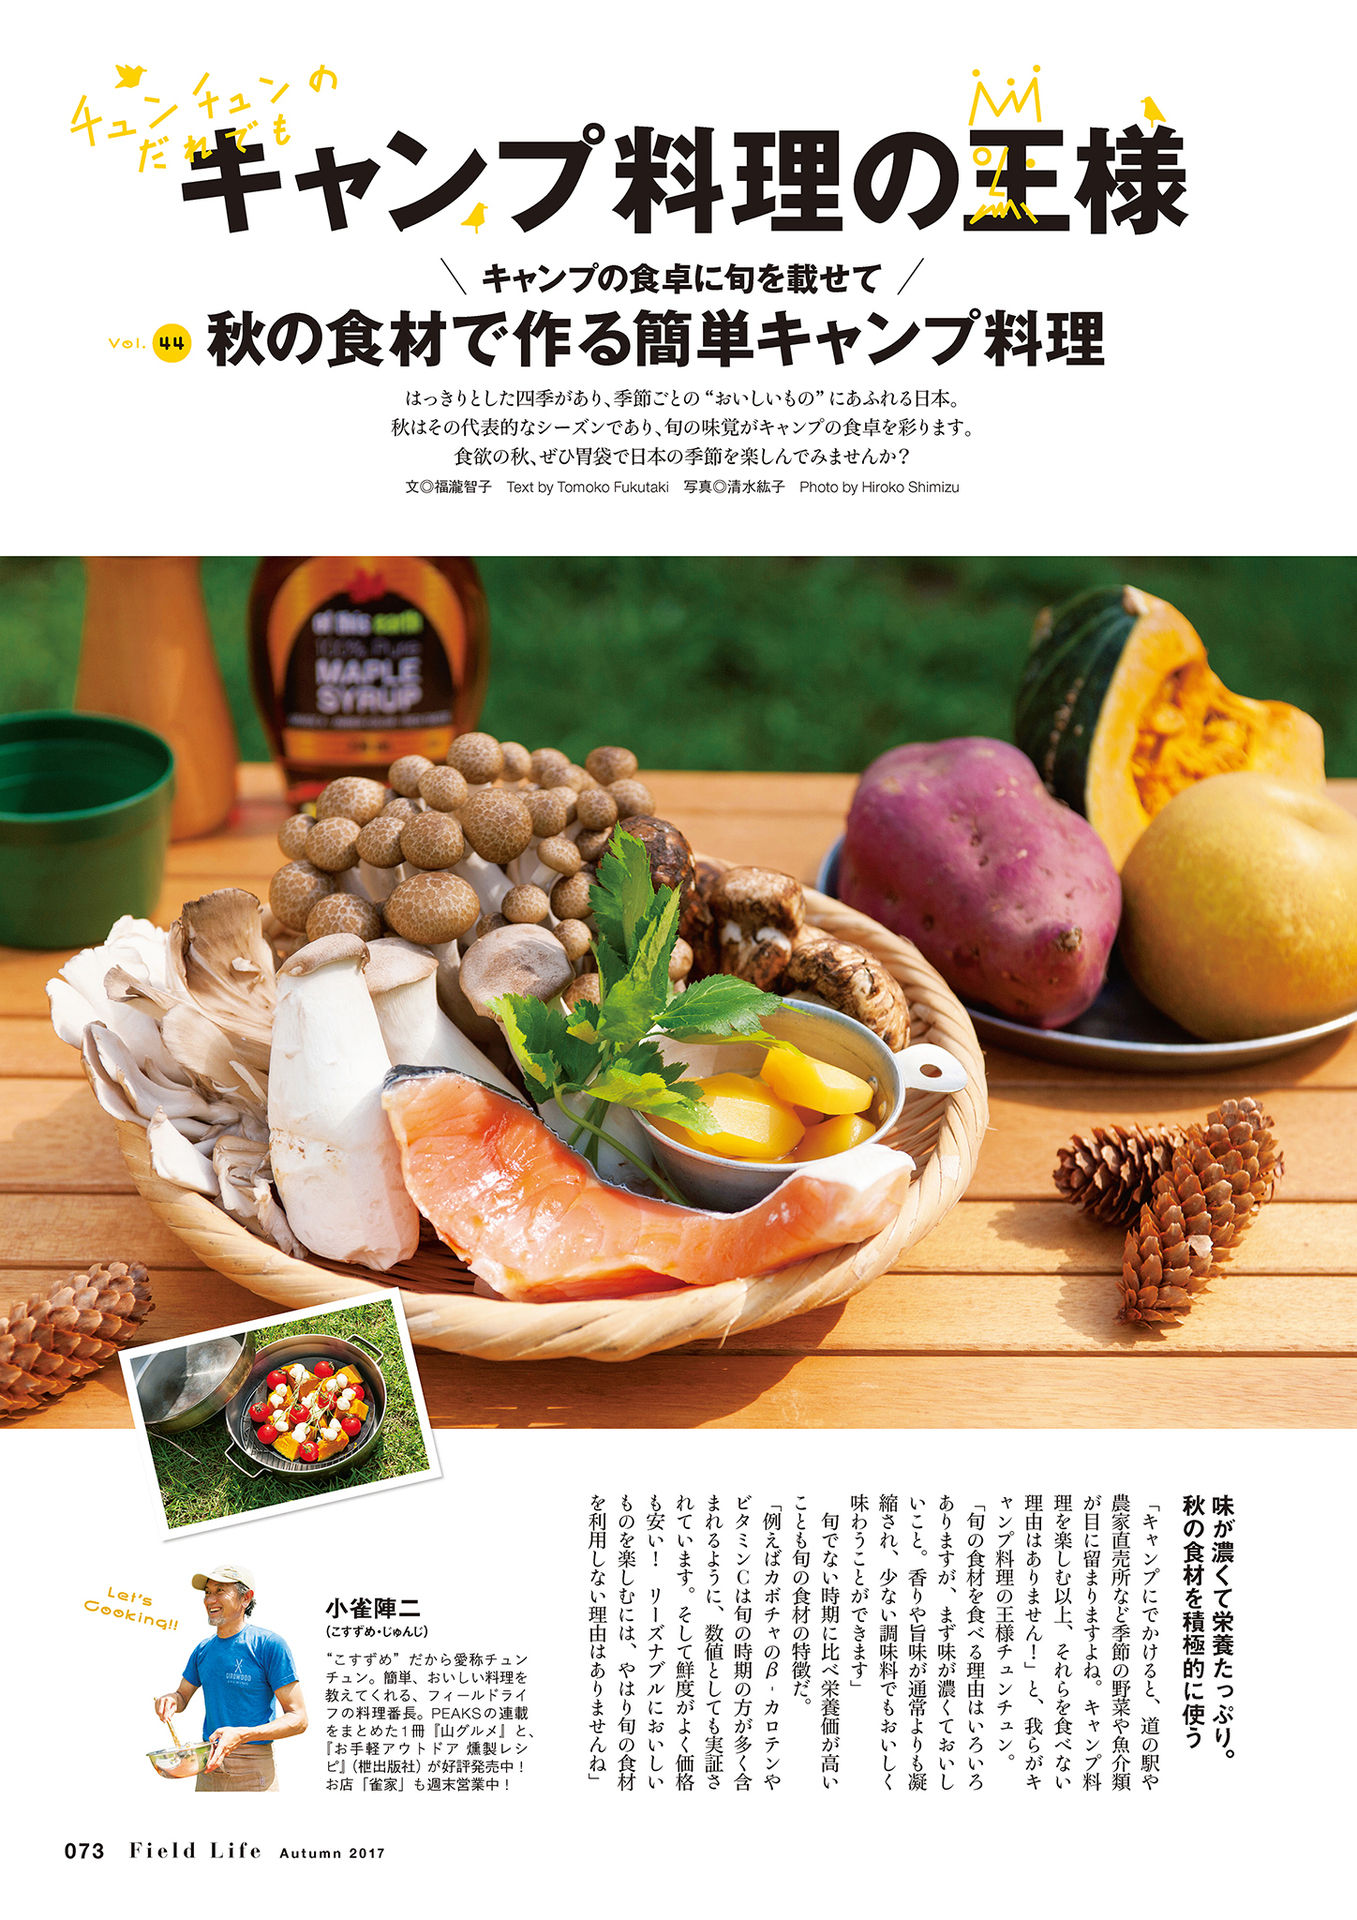 チュンチュンの
だれでも
キャンプ料理の王様
キャンプの食卓に旬を載せて
Vol. 44
秋の食材で作る簡単キャンプ料理
はっきりとした四季があり、季節ごとの“おいしいもの”にあふれる日本。
秋はその代表的なシーズンであり、旬の味覚がキャンプの食卓を彩ります。
食欲の秋、ぜひ胃袋で日本の季節を楽しんでみませんか？
文◎福瀧智子　Text by Tomoko Fukutaki　写真◎清水紘子　Photo by Hiroko Shimizu
of this earth
100% Pure
MAPLE
SYRUP
味が濃くて栄養たっぷり。
秋の食材を積極的に使う
「キャンプにでかけると、道の駅や
農家直売所など季節の野菜や魚介類
が目に留まりますよね。キャンプ料
理を楽しむ以上、それらを食べない
理由はありません！」と、我らがキ
ャンプ料理の王様チュンチュン。
「旬の食材を食べる理由はいろいろ
ありますが、まず味が濃くておいし
いこと。香りや旨味が通常よりも凝
縮され、少ない調味料でもおいしく
味わうことができます」
旬でない時期に比べ栄養価が高い
ことも旬の食材の特徴だ。
「例えばカボチャのβ-カロテンや
ビタミンCは旬の時期の方が多く含
まれるように、数値としても実証さ
れています。そして鮮度がよく価格
も安い！　リーズナブルにおいしい
ものを楽しむには、やはり旬の食材
を利用しない理由はありませんね」
Let's
Cooking!!
小雀陣二
（こすずめ・じゅんじ）
“こすずめ”だから愛称チュン
チュン。簡単、おいしい料理を
教えてくれる、フィールドライ
フの料理番長。PEAKSの連載
をまとめた1冊『山グルメ』と、
『お手軽アウトドア 燻製レシ
ピ』（枻出版社）が好評発売中！
お店「雀家」も週末営業中！
073　Field Life　Autumn 2017